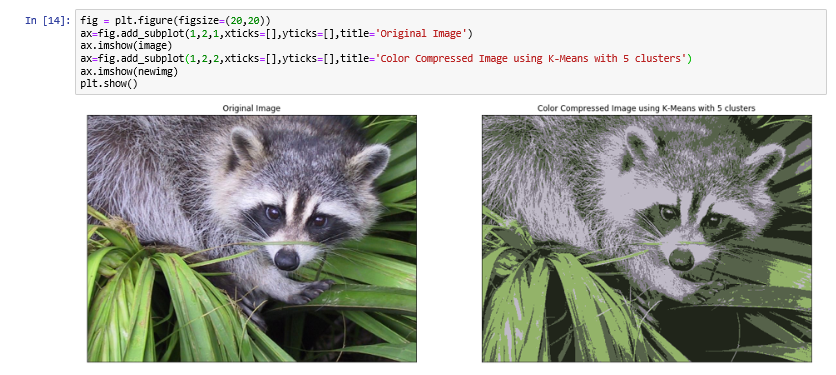 In [14]: fig = plt.figure(figsize=(20,20))
ax=fig.add_subplot(1,2,1,xticks=[],yticks=[],title='Original Image')
ax.imshow(image)
ax=fig.add_subplot(1,2,2,xticks=[],yticks=[],title='Color Compressed Image using K-Means with 5 clusters')
ax.imshow(newimg)
plt.show()
Original Image
Color Compressed Image using K-Means with 5 clusters